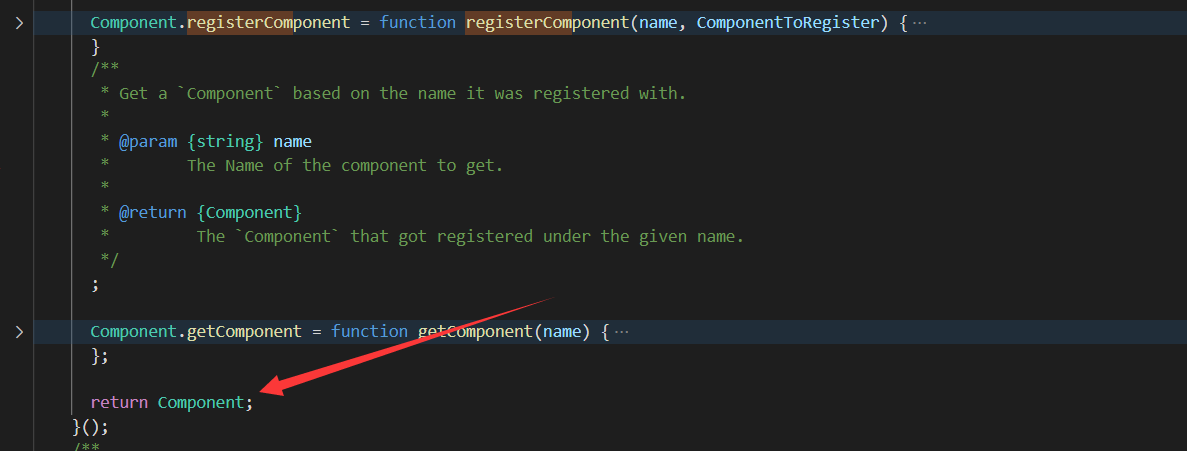 Component.registerComponent = function registerComponent(name, ComponentToRegister) {···
}
/**
* Get a `Component` based on the name it was registered with.
*
* @param {string} name
* The Name of the component to get.
*
* @return {Component}
* The `Component` that got registered under the given name.
*/
;
Component.getComponent = function getComponent(name) {···
};
return Component;
}();
/**